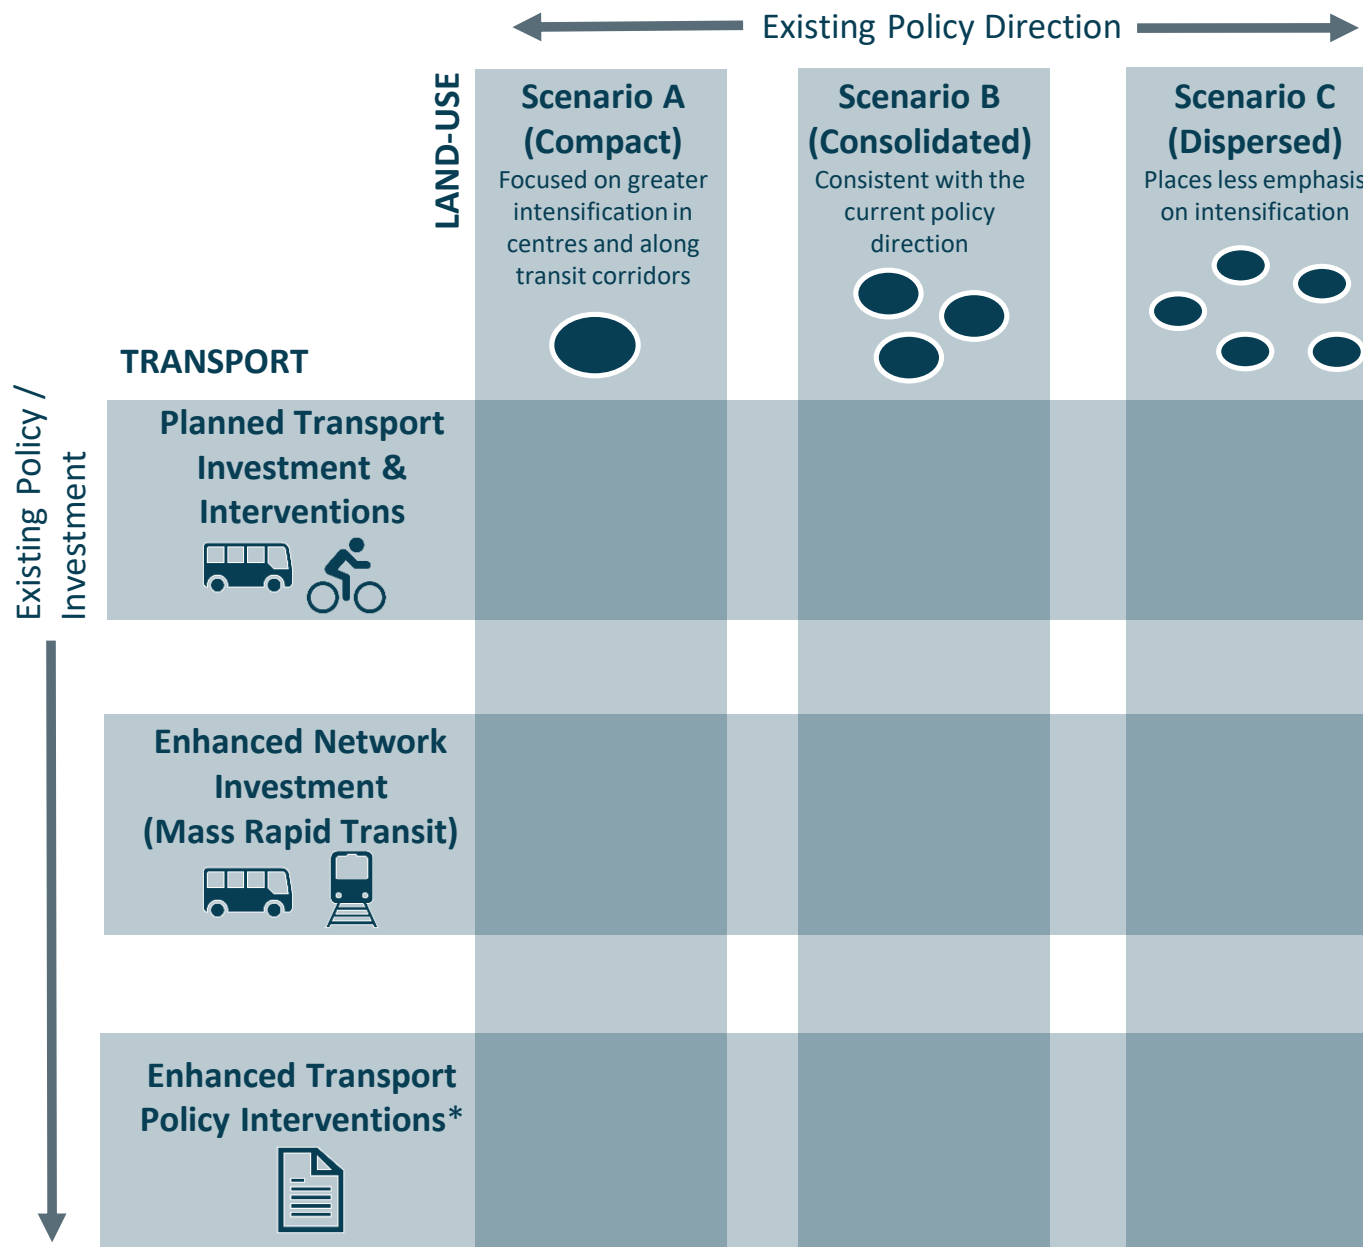 Existing Policy Direction
LAND-USE
Scenario A
(Compact)
Focused on greater
intensification in
centres and along
transit corridors
Scenario B
(Consolidated)
Consistent with the
current policy
direction
Scenario C
(Dispersed)
Places less emphasis
on intensification
TRANSPORT
Existing Policy /
Investment
Planned Transport
Investment &
Interventions
Enhanced Network
Investment
(Mass Rapid Transit)
Enhanced Transport
Policy Interventions*